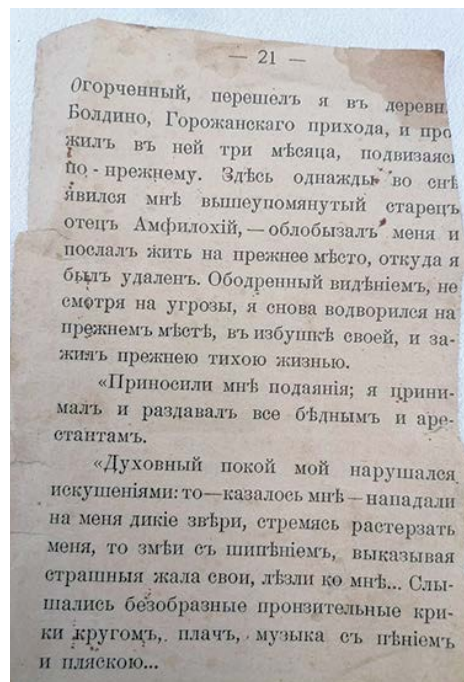 — 21 —
Огорченный, перешелъ я въ деревн
Болдино, Горожанскаго прихода, и про
жилъ въ ней три мѣсяца, подвизаяс
по-прежнему. Здѣсь однажды во снѣ
явился мнѣ вышеупомянутый старецъ
отецъ Амфилохій, — облобызалъ меня и
послалъ жить на прежнее мѣсто, откуда я
былъ удаленъ. Ободренный видѣніемъ, не
смотря на угрозы, я снова водворился на
прежнемъ мѣстѣ, въ избушкѣ своей, и за-
жилъ прежнею тихою жизнью.
«Приносили мнѣ подаянія; я прини-
малъ и раздавалъ все бѣднымъ и аре-
стантамъ.
«Духовный покой мой нарушался
искушеніями: то—казалось мнѣ—нападали
на меня дикіе звѣри, стремясь растерзать
меня, то змѣи съ шипѣніемъ, выказывая
страшныя жала свои, лѣзли ко мнѣ... Слы-
шались безобразные пронзительные кри-
ки кругомъ, плачъ, музыка съ пѣніемъ
и пляскою...